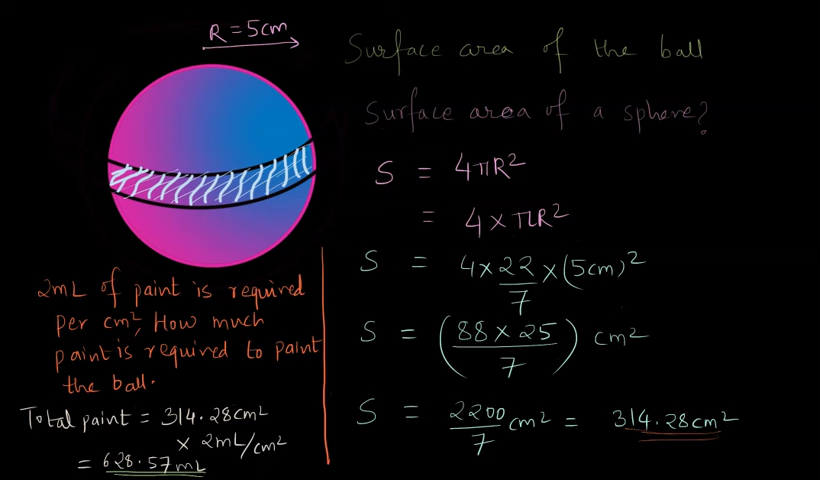 R = 5cm
Surface area of the ball
Surface area of a sphere?
S = 4πR²
= 4 × πR²
S = 4 × 22/7 × (5cm)²
S = (88 × 25/7) cm²
S = 2200/7 cm² = 314.28cm²
2mL of paint is required
per cm², How much
paint is required to paint
the ball.
Total paint = 314.28cm²
× 2mL/cm²
= 628.57mL